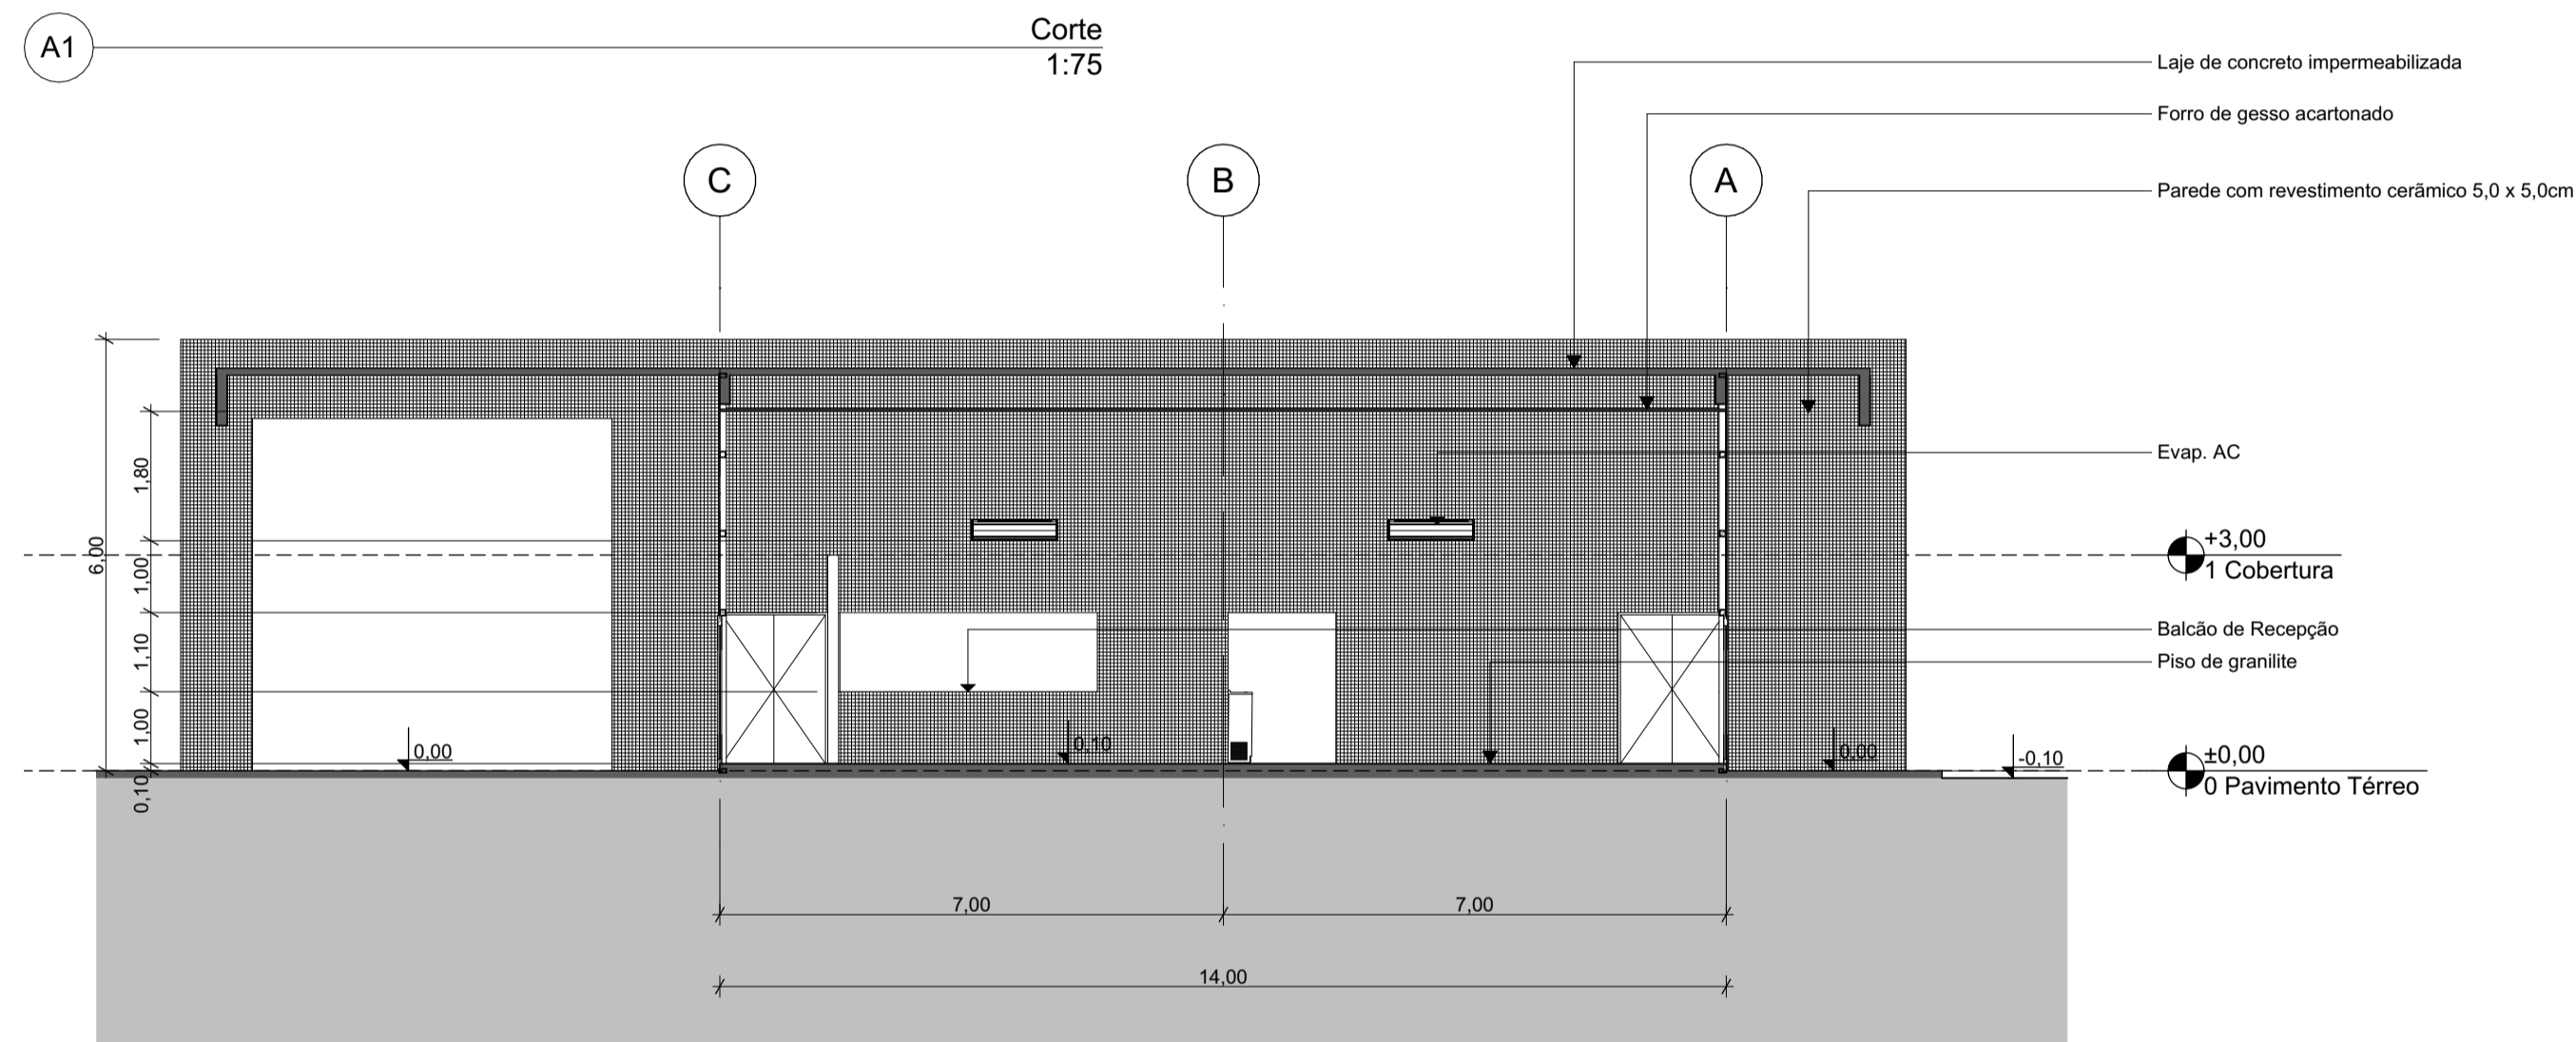 A1
Corte
1:75
Laje de concreto impermeabilizada
Forro de gesso acartonado
C
B
A
Parede com revestimento cerãmico 5,0 x 5,0cm
Evap. AC
1,80
6,00
1,00
+3,00
1 Cobertura
1,10
Balcão de Recepção
Piso de granilite
1,00
0,00
0,10
0,00
-0,10
±0,00
0 Pavimento Térreo
0,10
7,00
7,00
14,00